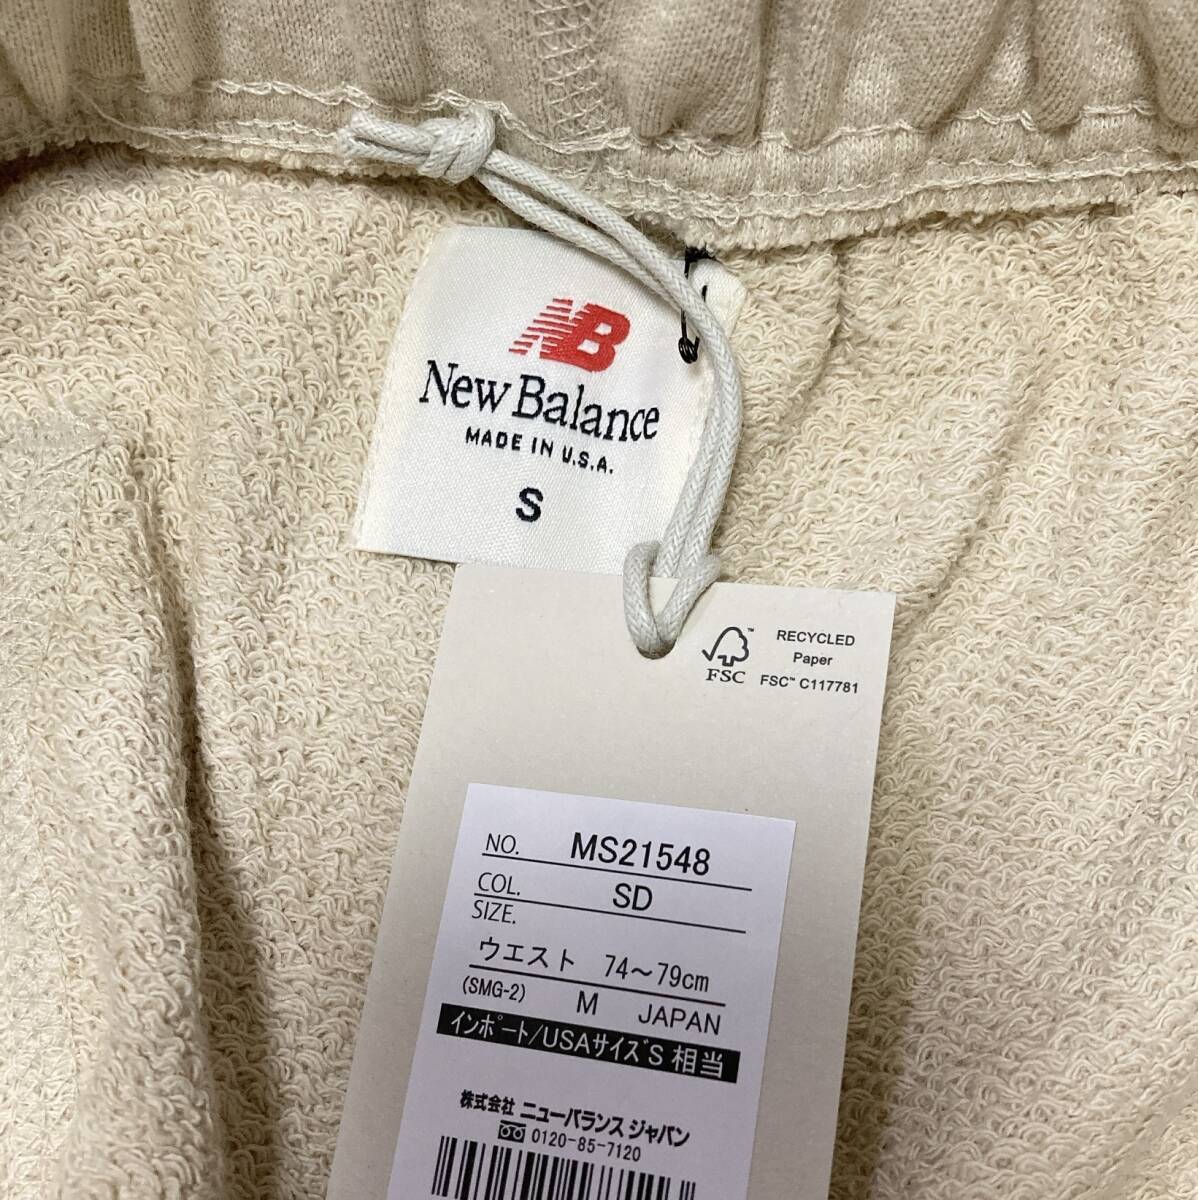 NB
New Balance
MADE IN U.S.A.
S
RECYCLED
Paper
FSC™ C117781
FSC
NO. MS21548
COL. SD
SIZE.
ウエスト 74～79cm
(SMG-2) M JAPAN
インポート/USAサイズS 相当
株式会社 ニューバランス ジャパン
0120-85-7120